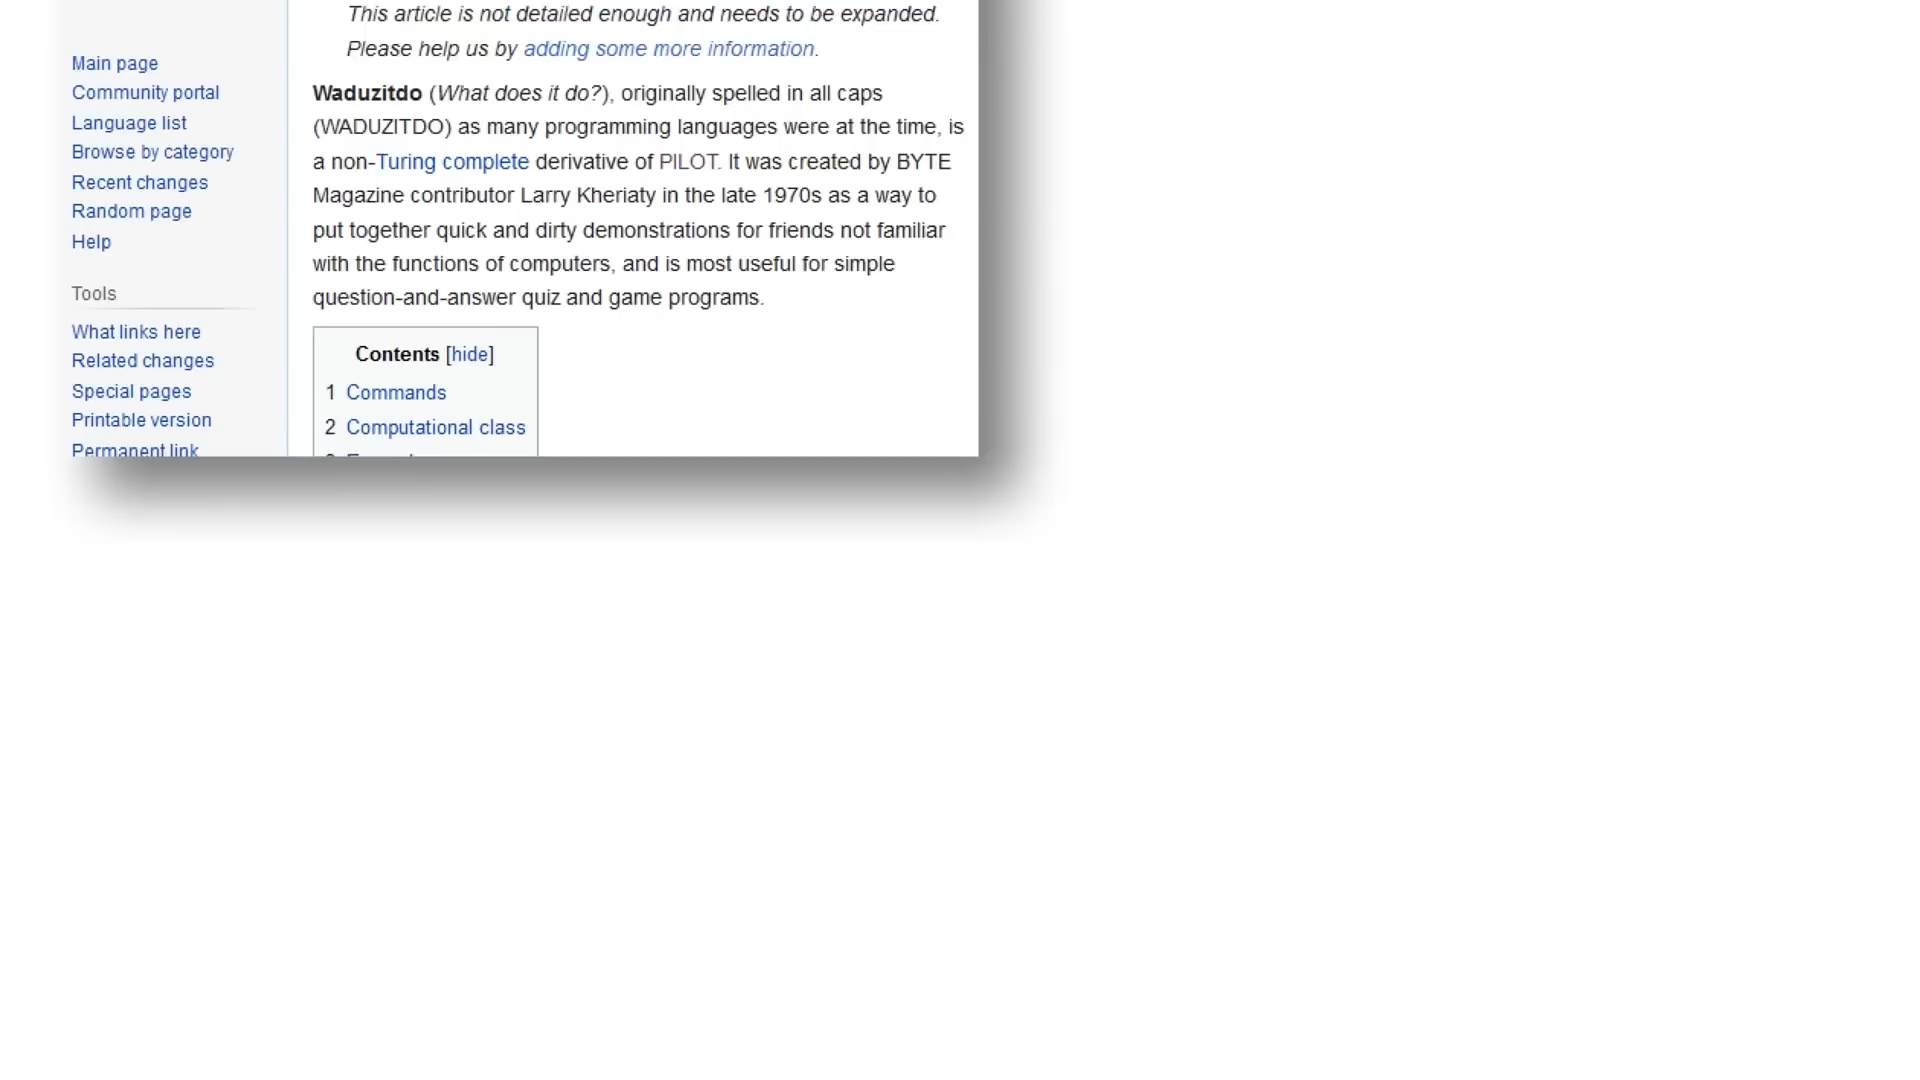 This article is not detailed enough and needs to be expanded.
Please help us by adding some more information.
Main page
Community portal
Language list
Browse by category
Recent changes
Random page
Help
Tools
What links here
Related changes
Special pages
Printable version
Permanent link
Waduzitdo (What does it do?), originally spelled in all caps
(WADUZITDO) as many programming languages were at the time, is
a non-Turing complete derivative of PILOT. It was created by BYTE
Magazine contributor Larry Kheriaty in the late 1970s as a way to
put together quick and dirty demonstrations for friends not familiar
with the functions of computers, and is most useful for simple
question-and-answer quiz and game programs.
Contents [hide]
1 Commands
2 Computational class